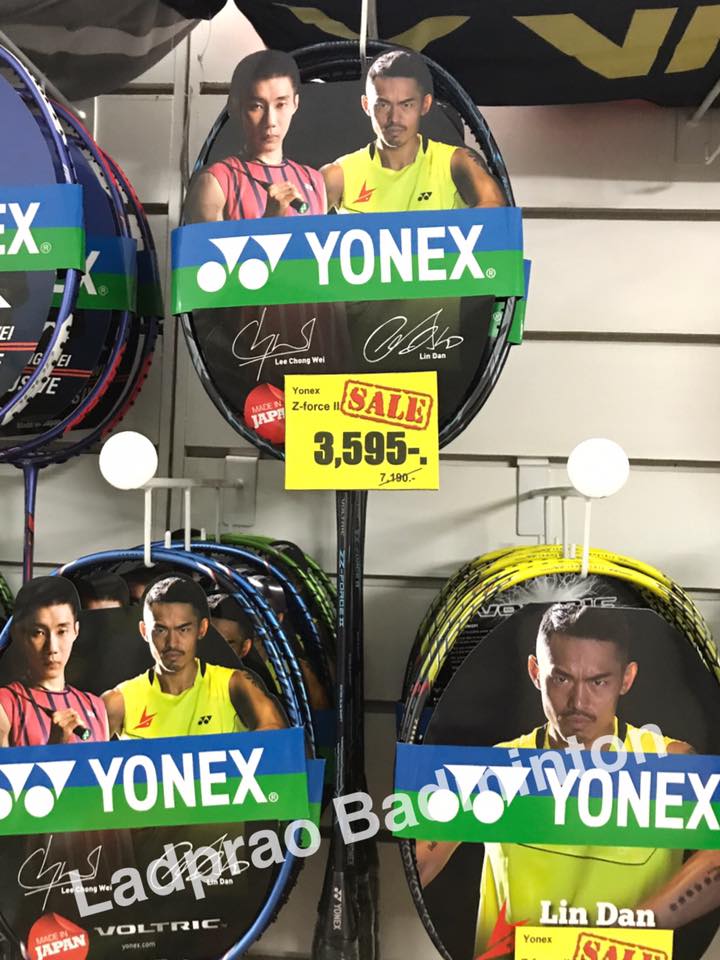 YONEX®
Lee Chong Wei
Lin Dan
MADE IN
JAPAN
Yonex
Z-force II
SALE
3,595-.
7,190.-
VOLTRIC
Z-FORCE II
EX®
X®
YONEX®
Lee Chong Wei
Lin Dan
MADE IN
JAPAN
VOLTRIC
yonex.com
YONEX
VOLTRIC
YONEX
Lin Dan
Yonex
SALE
Ladprao Badminton